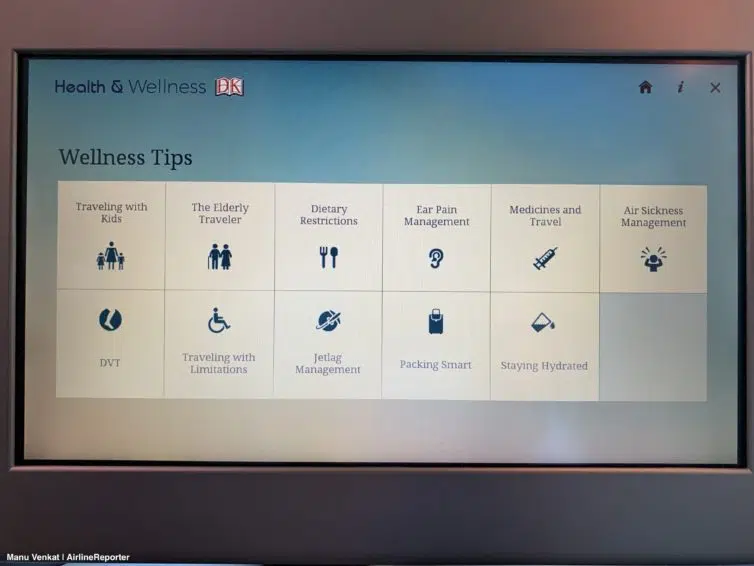 Health & Wellness DK
i
Wellness Tips
Traveling with
Kids
The Elderly
Traveler
Dietary
Restrictions
Ear Pain
Management
Medicines and
Travel
Air Sickness
Management
DVT
Traveling with
Limitations
Jetlag
Management
Packing Smart
Staying Hydrated
Manu Venkat | AirlineReporter